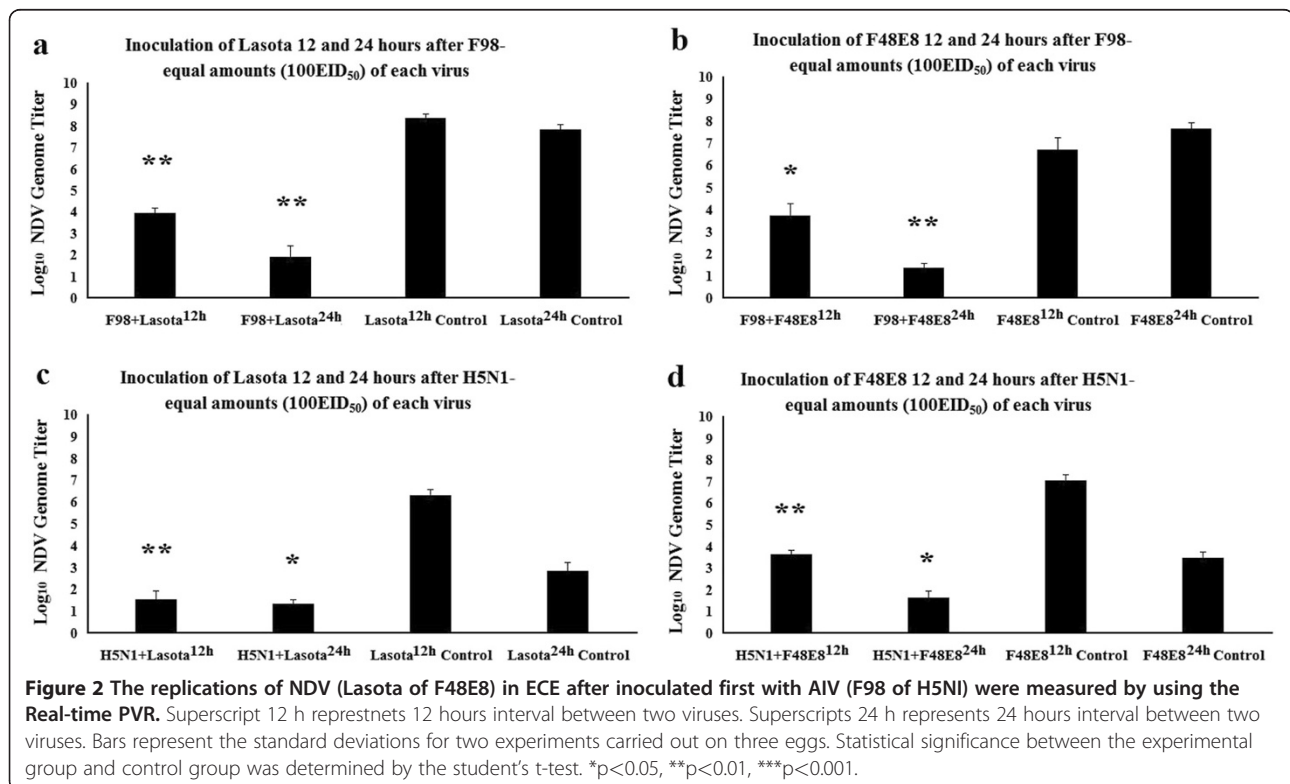 a
Inoculation of Lasota 12 and 24 hours after F98-
equal amounts (100EID50) of each virus
Log10 NDV Genome Titer
10
9
8
7
6
5
4
3
2
1
0
**
**
F98+Lasota12h
F98+Lasota24h
Lasota12h Control
Lasota24h Control
b
Inoculation of F48E8 12 and 24 hours after F98-
equal amounts (100EID50) of each virus
Log10 NDV Genome Titer
10
9
8
7
6
5
4
3
2
1
0
*
**
F98+F48E812h
F98+F48E824h
F48E812h Control
F48E824h Control
c
Inoculation of Lasota 12 and 24 hours after H5N1-
equal amounts (100EID50) of each virus
Log10 NDV Genome Titer
10
9
8
7
6
5
4
3
2
1
0
**
*
H5N1+Lasota12h
H5N1+Lasota24h
Lasota12h Control
Lasota24h Control
d
Inoculation of F48E8 12 and 24 hours after H5N1-
equal amounts (100EID50) of each virus
Log10 NDV Genome Titer
10
9
8
7
6
5
4
3
2
1
0
**
*
H5N1+F48E812h
H5N1+F48E824h
F48E812h Control
F48E824h Control
Figure 2 The replications of NDV (Lasota of F48E8) in ECE after inoculated first with AIV (F98 of H5NI) were measured by using the
Real-time PVR. Superscript 12 h represtnets 12 hours interval between two viruses. Superscripts 24 h represents 24 hours interval between two
viruses. Bars represent the standard deviations for two experiments carried out on three eggs. Statistical significance between the experimental
group and control group was determined by the student's t-test. *p<0.05, **p<0.01, ***p<0.001.